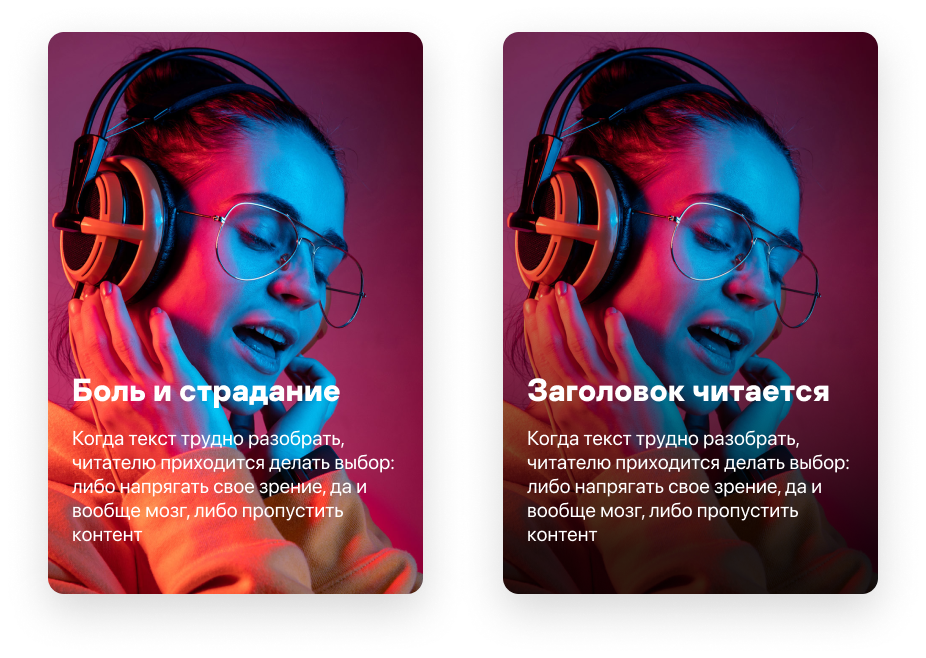 Боль и страдание
Когда текст трудно разобрать,
читателю приходится делать выбор:
либо напрягать свое зрение, да и
вообще мозг, либо пропустить
контент
Заголовок читается
Когда текст трудно разобрать,
читателю приходится делать выбор:
либо напрягать свое зрение, да и
вообще мозг, либо пропустить
контент